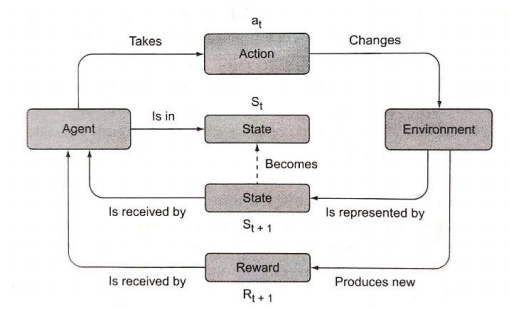 a_t
Takes
Action
Changes
S_t
Agent
Is in
State
Environment
Becomes
State
Is received by
Is represented by
S_{t + 1}
Reward
Is received by
Produces new
R_{t + 1}